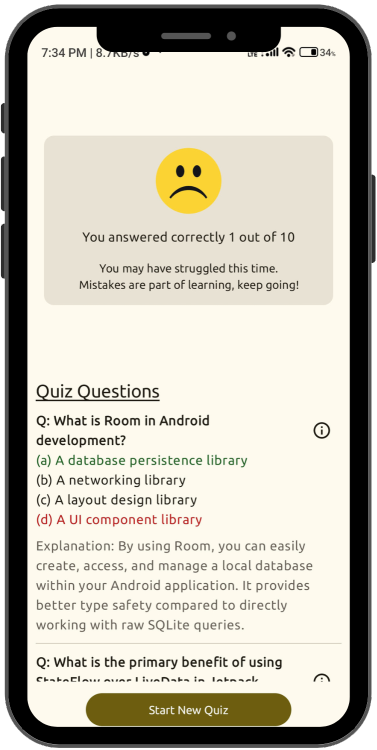 7:34 PM | 8.7KB/s
34%
You answered correctly 1 out of 10
You may have struggled this time.
Mistakes are part of learning, keep going!
Quiz Questions
Q: What is Room in Android
development?
(a) A database persistence library
(b) A networking library
(c) A layout design library
(d) A UI component library
Explanation: By using Room, you can easily
create, access, and manage a local database
within your Android application. It provides
better type safety compared to directly
working with raw SQLite queries.
Q: What is the primary benefit of using
StateFlow over LiveData in Jetpack
Start New Quiz